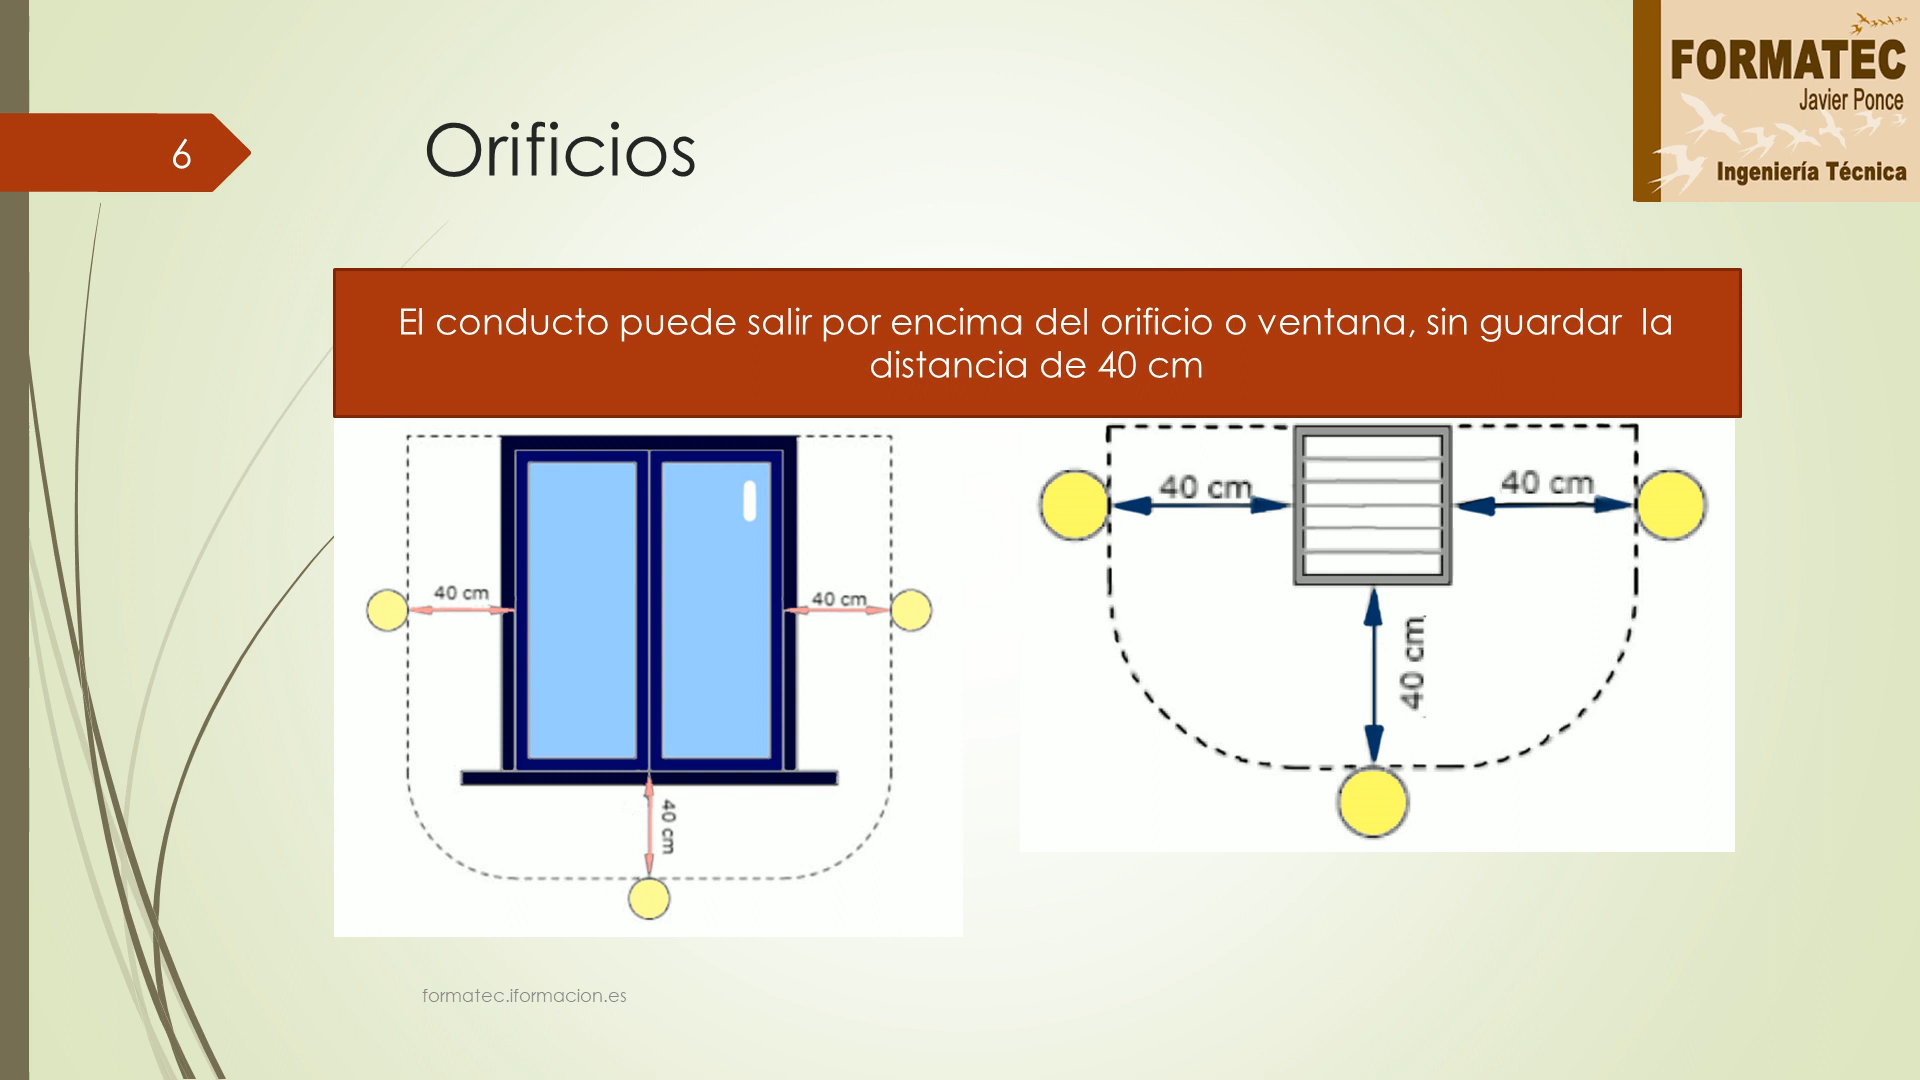 FORMATEC
Javier Ponce
Ingeniería Técnica
6
Orificios
El conducto puede salir por encima del orificio o ventana, sin guardar  la
distancia de 40 cm
40 cm
40 cm
40 cm
40 cm
40 cm
40 cm
formatec.iformacion.es